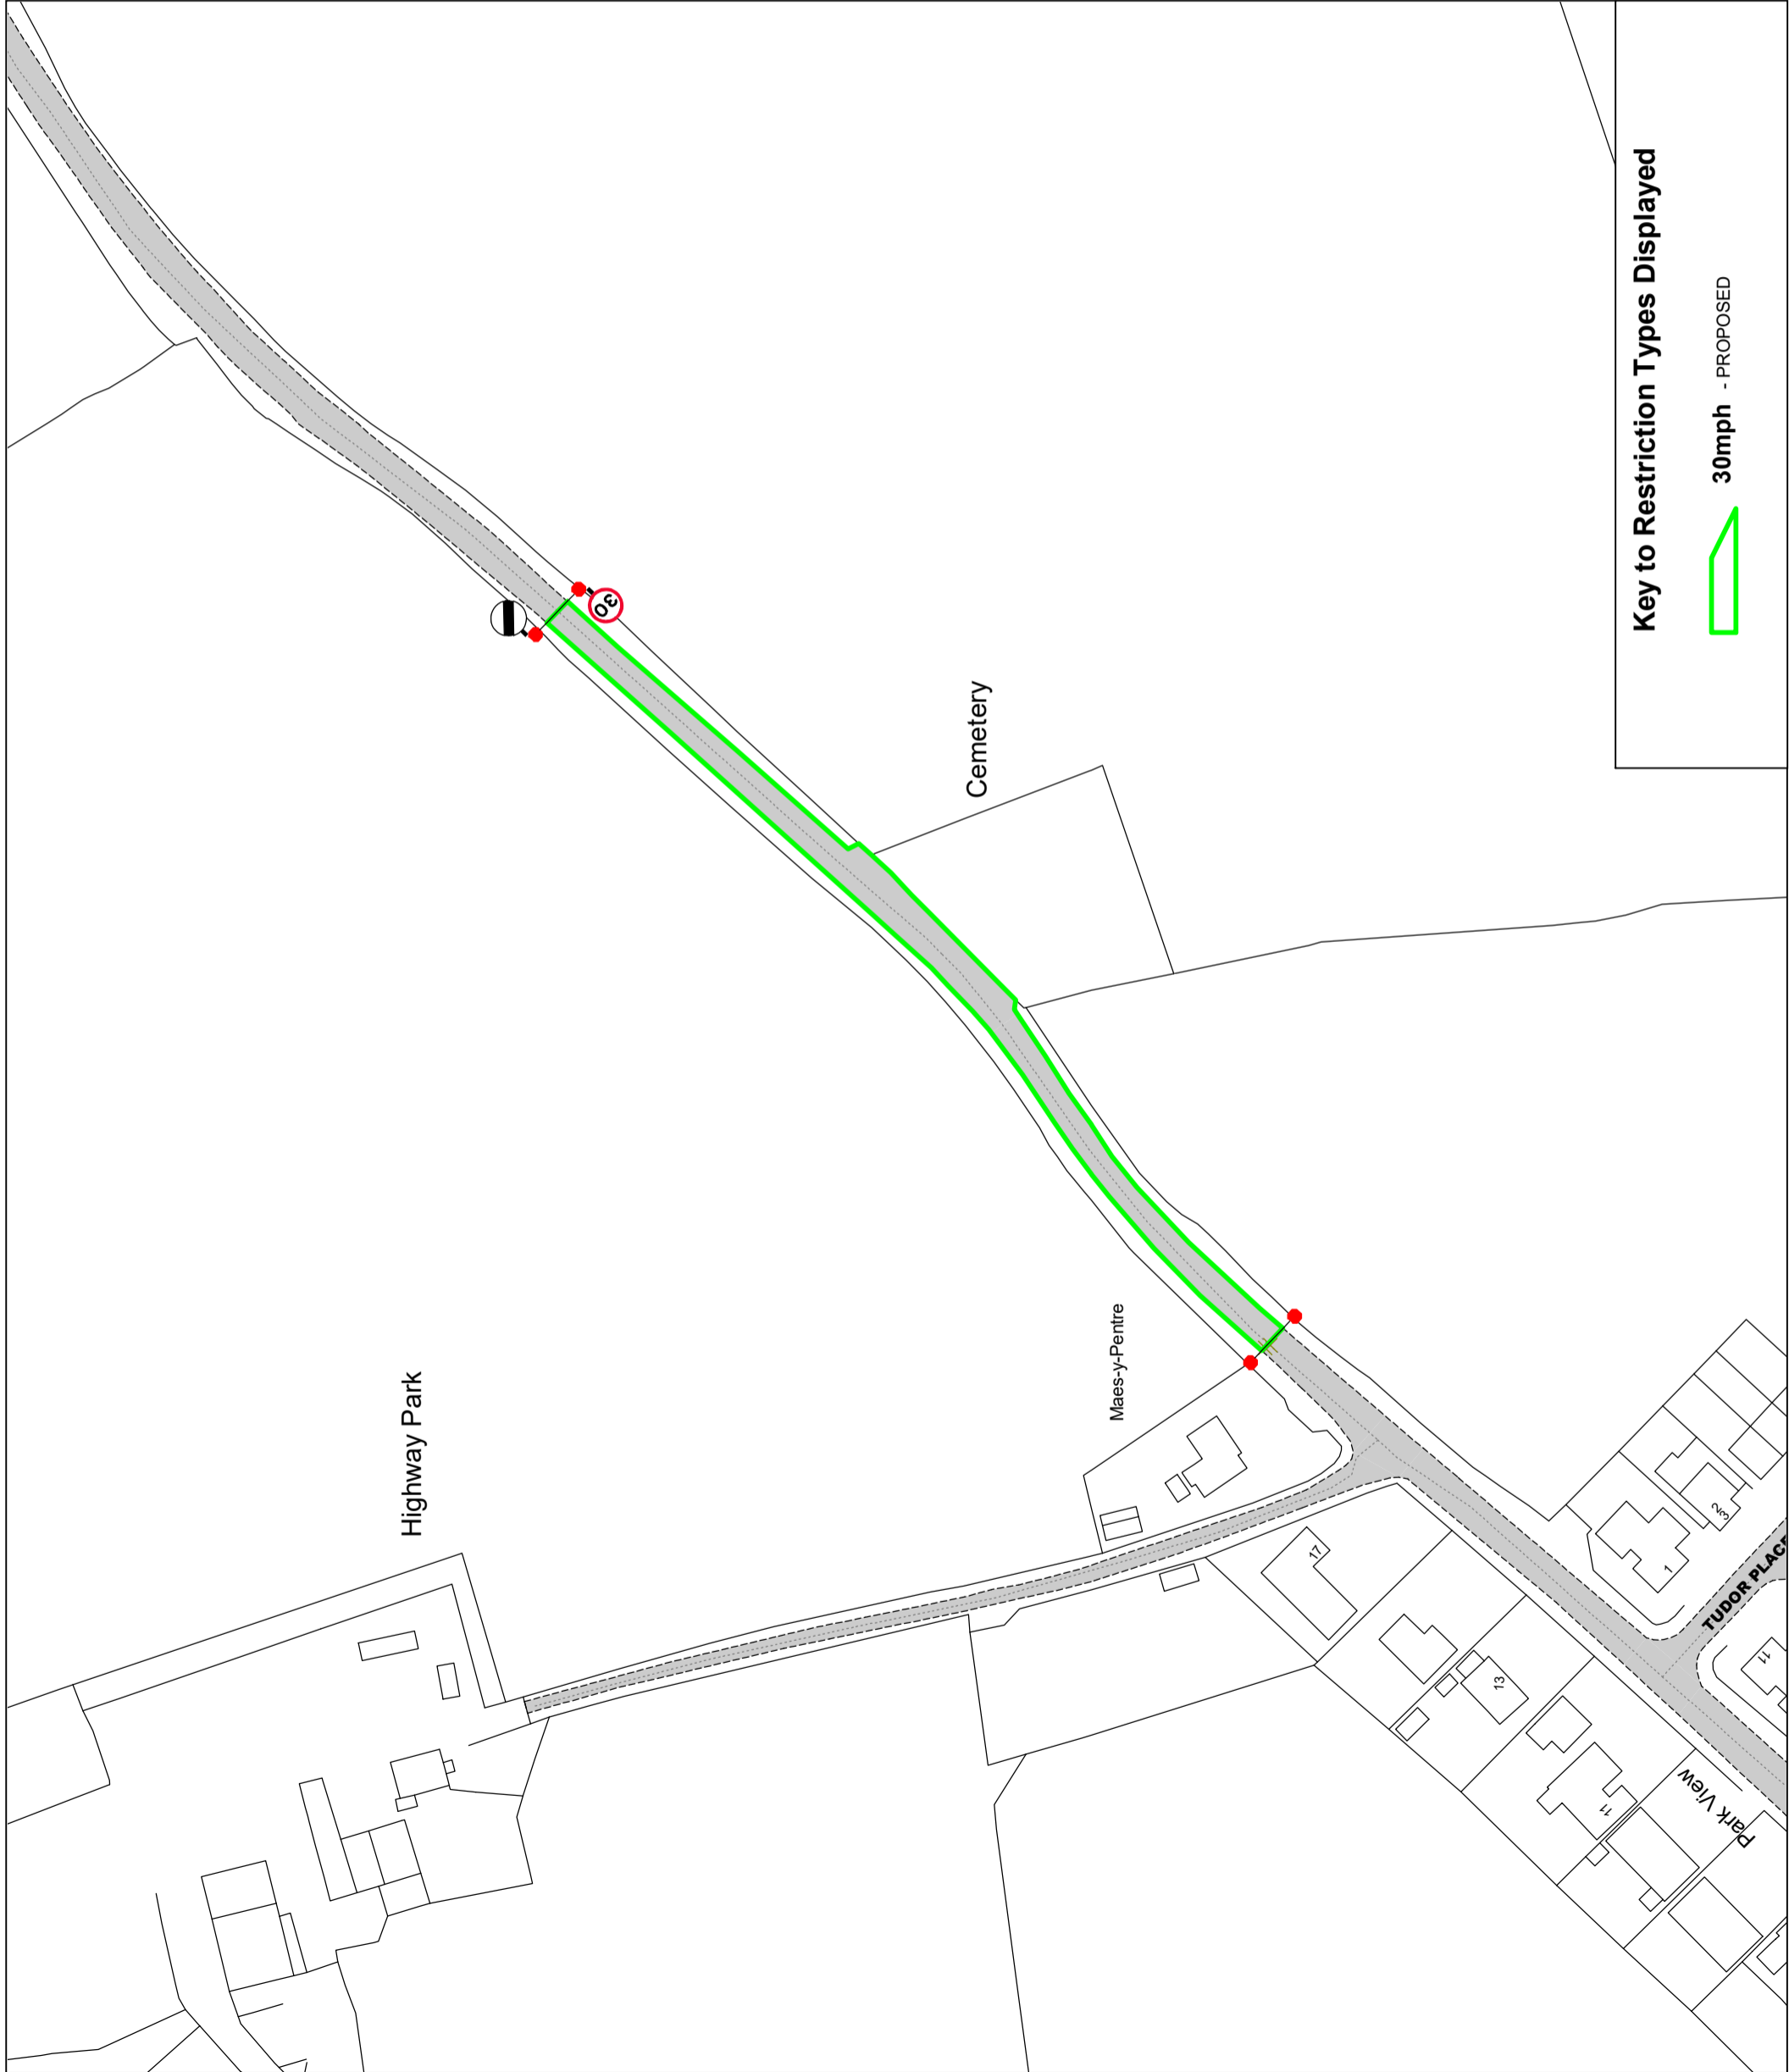 Highway Park
Maes-y-Pentre
Cemetery
30
17
13
11
Park View
1
2
3
TUDOR PLACE
11
Key to Restriction Types Displayed
30mph - PROPOSED